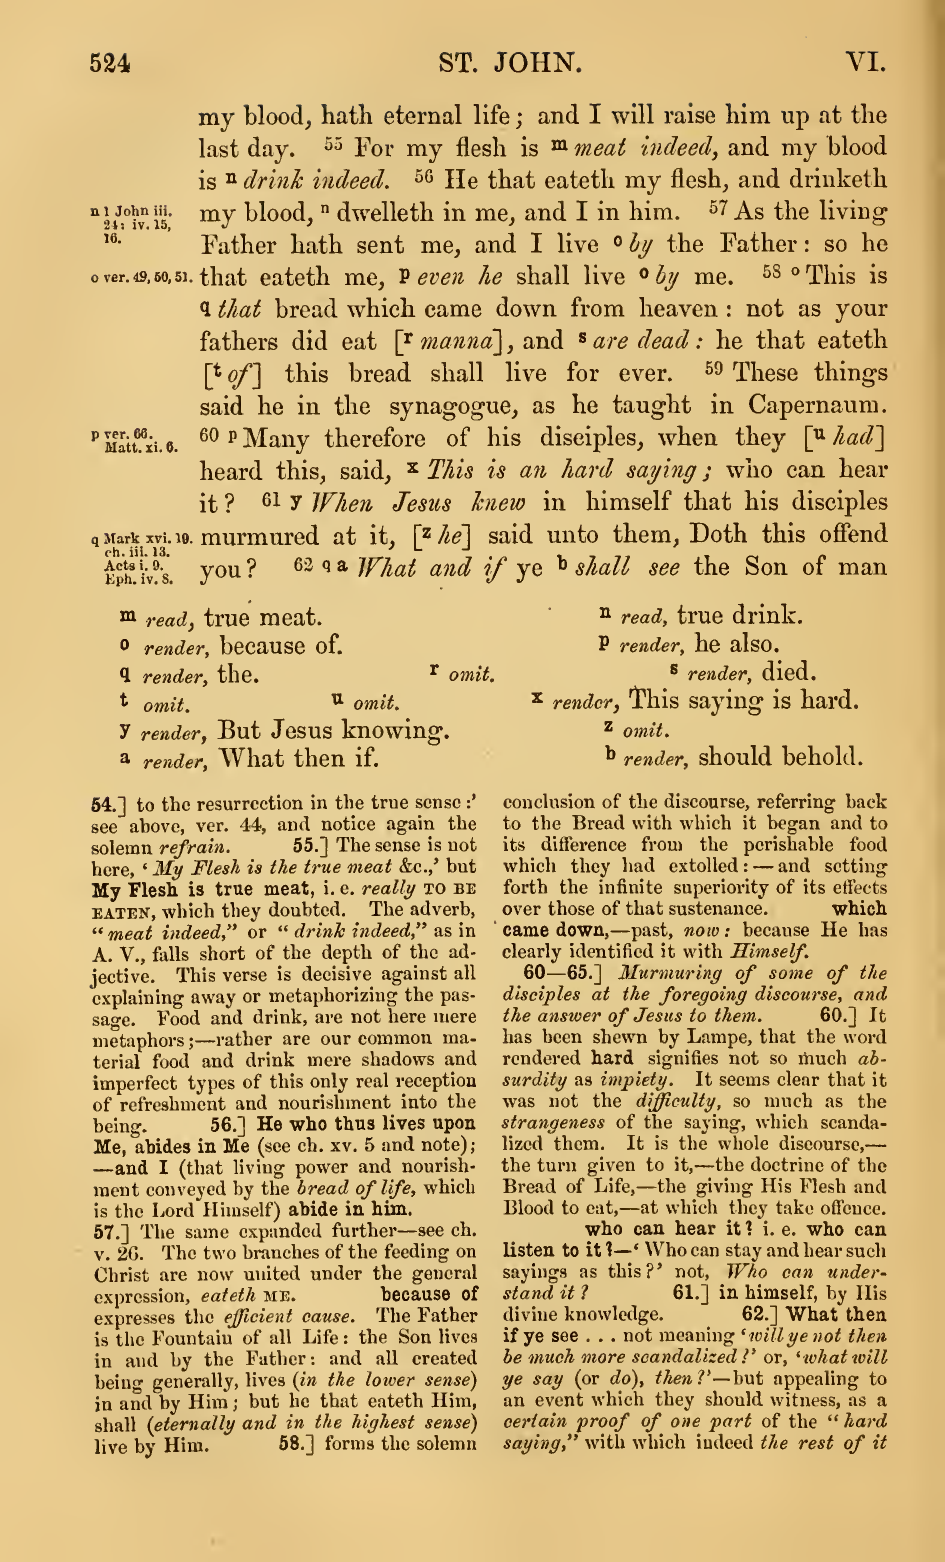 524 ST. JOHN. VI.
my blood, hath eternal life; and I will raise him up at the
last day. 55 For my flesh is m meat indeed, and my blood
is n drink indeed. 56 He that eateth my flesh, and drinketh
n 1 John iii. 24: iv. 15, 16.
my blood, n dwelleth in me, and I in him. 57 As the living
Father hath sent me, and I live o by the Father: so he
o ver. 49, 50, 51.
that eateth me, p even he shall live o by me. 58 o This is
q that bread which came down from heaven: not as your
fathers did eat [r manna], and s are dead: he that eateth
[t of] this bread shall live for ever. 59 These things
said he in the synagogue, as he taught in Capernaum.
p ver. 66. Matt. xi. 6.
60 p Many therefore of his disciples, when they [u had]
heard this, said, x This is an hard saying; who can hear
it? 61 y When Jesus knew in himself that his disciples
q Mark xvi. 19. ch. iii. 13. Acts i. 9. Eph. iv. 8.
murmured at it, [z he] said unto them, Doth this offend
you? 62 q a What and if ye b shall see the Son of man
m read, true meat. n read, true drink.
o render, because of. p render, he also.
q render, the. r omit. s render, died.
t omit. u omit. x render, This saying is hard.
y render, But Jesus knowing. z omit.
a render, What then if. b render, should behold.
54.] to the resurrection in the true sense:'
see above, ver. 44, and notice again the
solemn refrain. 55.] The sense is not
here, 'My Flesh is the true meat &c.,' but
My Flesh is true meat, i. e. really TO BE
EATEN, which they doubted. The adverb,
"meat indeed," or "drink indeed," as in
A. V., falls short of the depth of the ad-
jective. This verse is decisive against all
explaining away or metaphorizing the pas-
sage. Food and drink, are not here mere
metaphors;—rather are our common ma-
terial food and drink mere shadows and
imperfect types of this only real reception
of refreshment and nourishment into the
being. 56.] He who thus lives upon
Me, abides in Me (see ch. xv. 5 and note);
—and I (that living power and nourish-
ment conveyed by the bread of life, which
is the Lord Himself) abide in him.
57.] The same expanded further—see ch.
v. 26. The two branches of the feeding on
Christ are now united under the general
expression, eateth ME. because of
expresses the efficient cause. The Father
is the Fountain of all Life: the Son lives
in and by the Father: and all created
being generally, lives (in the lower sense)
in and by Him; but he that eateth Him,
shall (eternally and in the highest sense)
live by Him. 58.] forms the solemn
conclusion of the discourse, referring back
to the Bread with which it began and to
its difference from the perishable food
which they had extolled:—and setting
forth the infinite superiority of its effects
over those of that sustenance. which
came down,—past, now: because He has
clearly identified it with Himself.
60—65.] Murmuring of some of the
disciples at the foregoing discourse, and
the answer of Jesus to them. 60.] It
has been shewn by Lampe, that the word
rendered hard signifies not so much ab-
surdity as impiety. It seems clear that it
was not the difficulty, so much as the
strangeness of the saying, which scanda-
lized them. It is the whole discourse,—
the turn given to it,—the doctrine of the
Bread of Life,—the giving His Flesh and
Blood to eat,—at which they take offence.
who can hear it? i. e. who can
listen to it?—'Who can stay and hear such
sayings as this?' not, Who can under-
stand it? 61.] in himself, by His
divine knowledge. 62.] What then
if ye see . . . not meaning 'will ye not then
be much more scandalized?' or, 'what will
ye say (or do), then?'—but appealing to
an event which they should witness, as a
certain proof of one part of the "hard
saying," with which indeed the rest of it